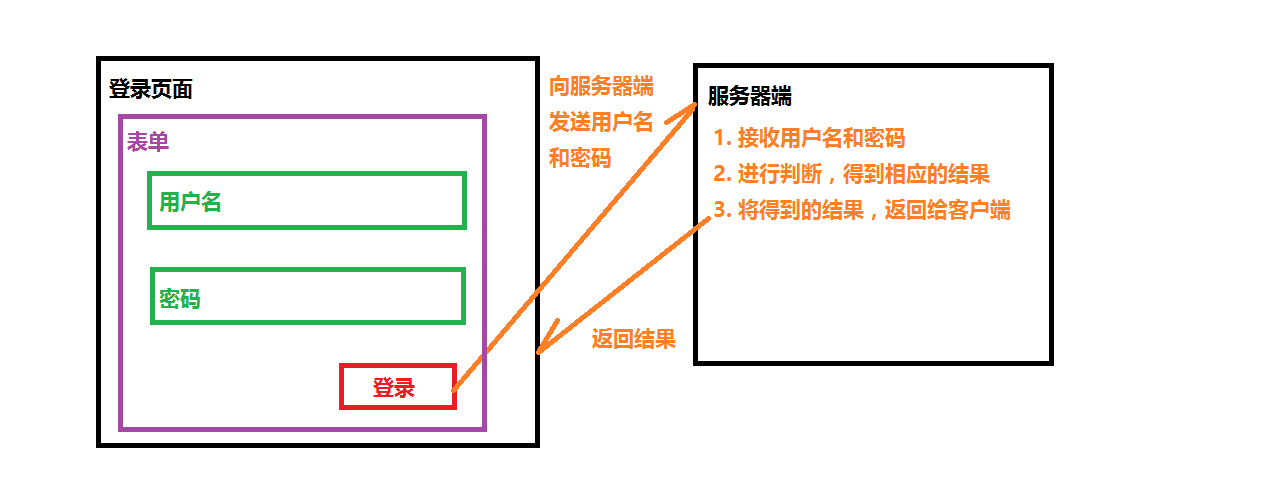 登录页面
表单
用户名
密码
登录
向服务器端
发送用户名
和密码
返回结果
服务器端
1. 接收用户名和密码
2. 进行判断，得到相应的结果
3. 将得到的结果，返回给客户端